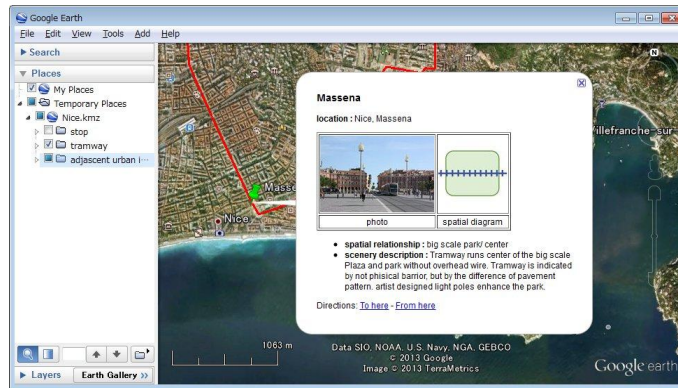 Google Earth
File Edit View Tools Add Help
Search
Places
My Places
Temporary Places
Nice.kmz
stop
tramway
adjascent urban i...
Layers
Earth Gallery >>
N
Masse
Nice
illefranche-sur-
Massena
location : Nice, Massena
photo
spatial diagram
• spatial relationship : big scale park/ center
• scenery description : Tramway runs center of the big scale
Plaza and park without overhead wire. Tramway is indicated
by not phisical barrior, but by the difference of pavement
pattern. artist designed light poles enhance the park.
Directions: To here - From here
1063 m
Data SIO, NOAA, U.S. Navy, NGA, GEBCO
© 2013 Google
Image © 2013 TerraMetrics
Google earth